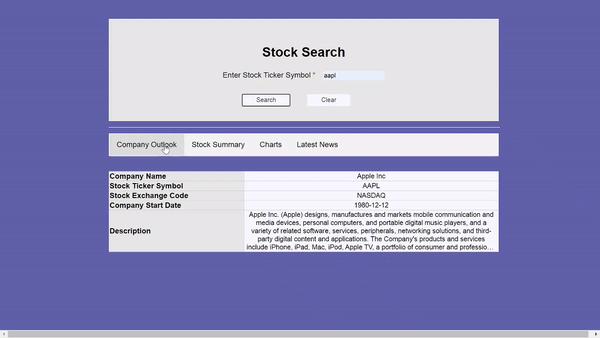 Stock Search
Enter Stock Ticker Symbol * aapl
Search Clear
Company Outlook Stock Summary Charts Latest News
Company Name Apple Inc
Stock Ticker Symbol AAPL
Stock Exchange Code NASDAQ
Company Start Date 1980-12-12
Description
Apple Inc. (Apple) designs, manufactures and markets mobile communication and
media devices, personal computers, and portable digital music players, and a
variety of related software, services, peripherals, networking solutions, and third-
party digital content and applications. The Company's products and services
include iPhone, iPad, Mac, iPod, Apple TV, a portfolio of consumer and professio...